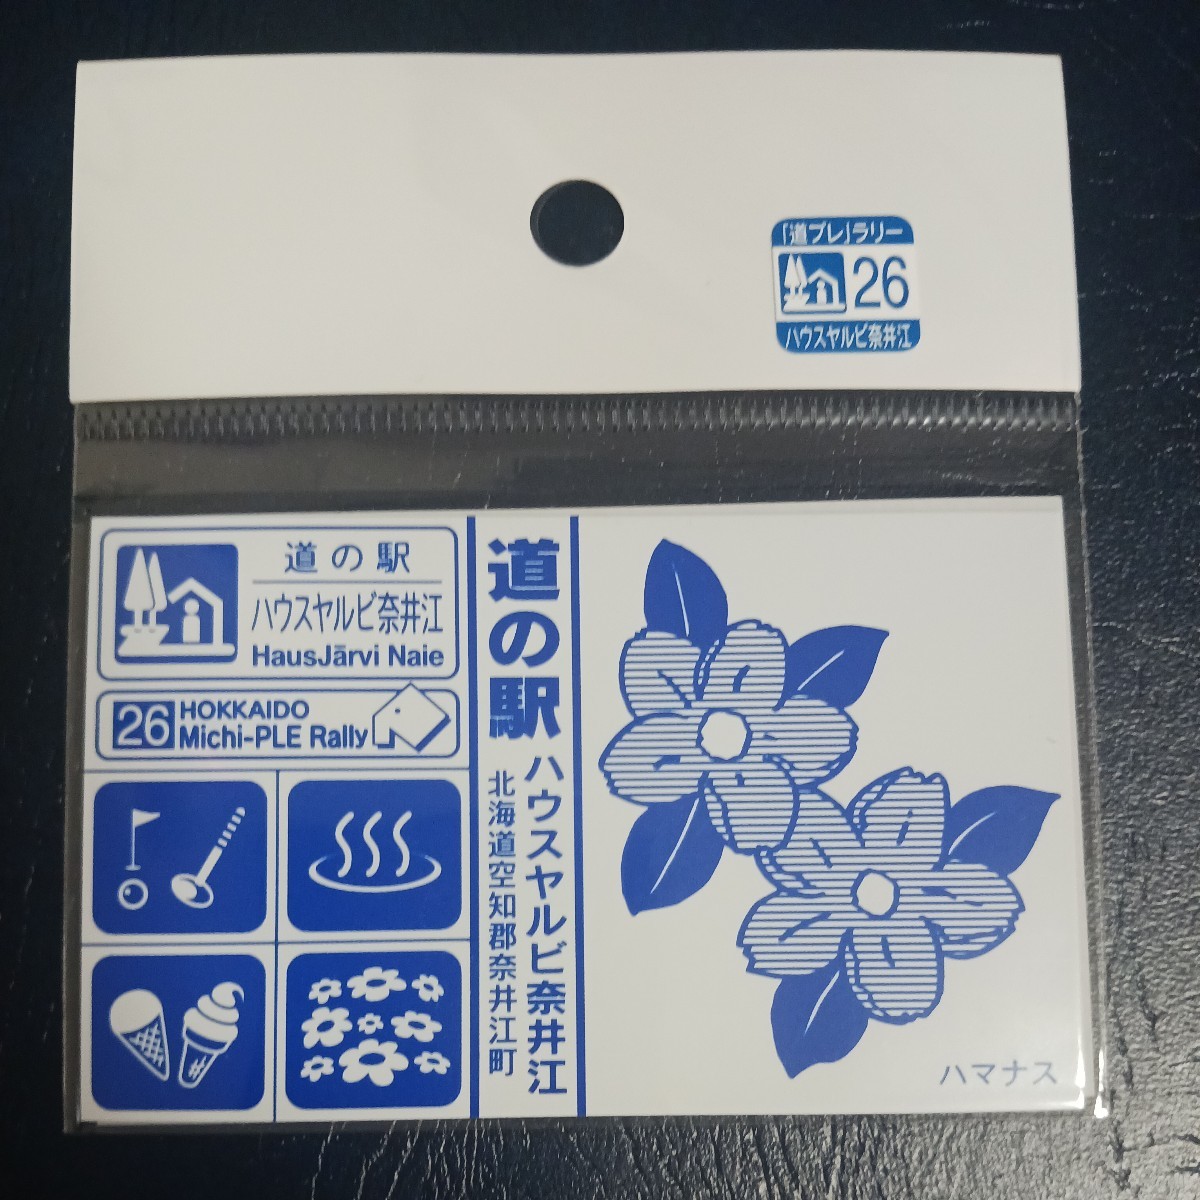 「道プレ」ラリー
26
ハウスヤルビ奈井江
道の駅
ハウスヤルビ奈井江
HausJärvi Naie
26
HOKKAIDO
Michi-PLE Rally
道の駅
ハウスヤルビ奈井江
北海道空知郡奈井江町
ハマナス